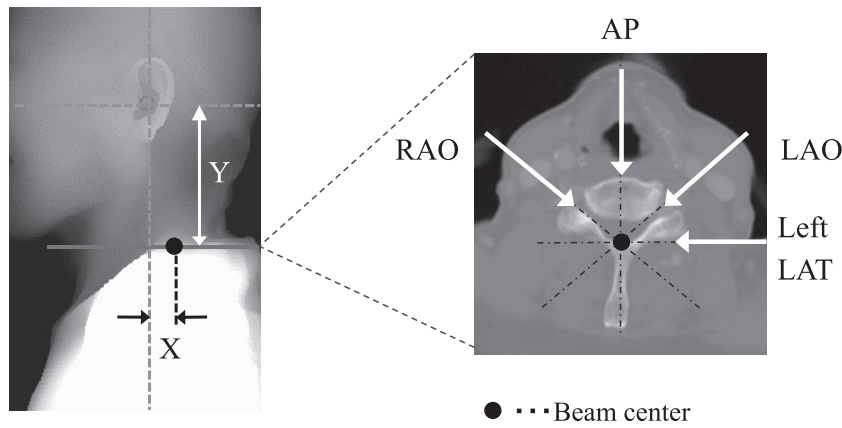 AP
RAO
LAO
Y
Left
LAT
X
Beam center